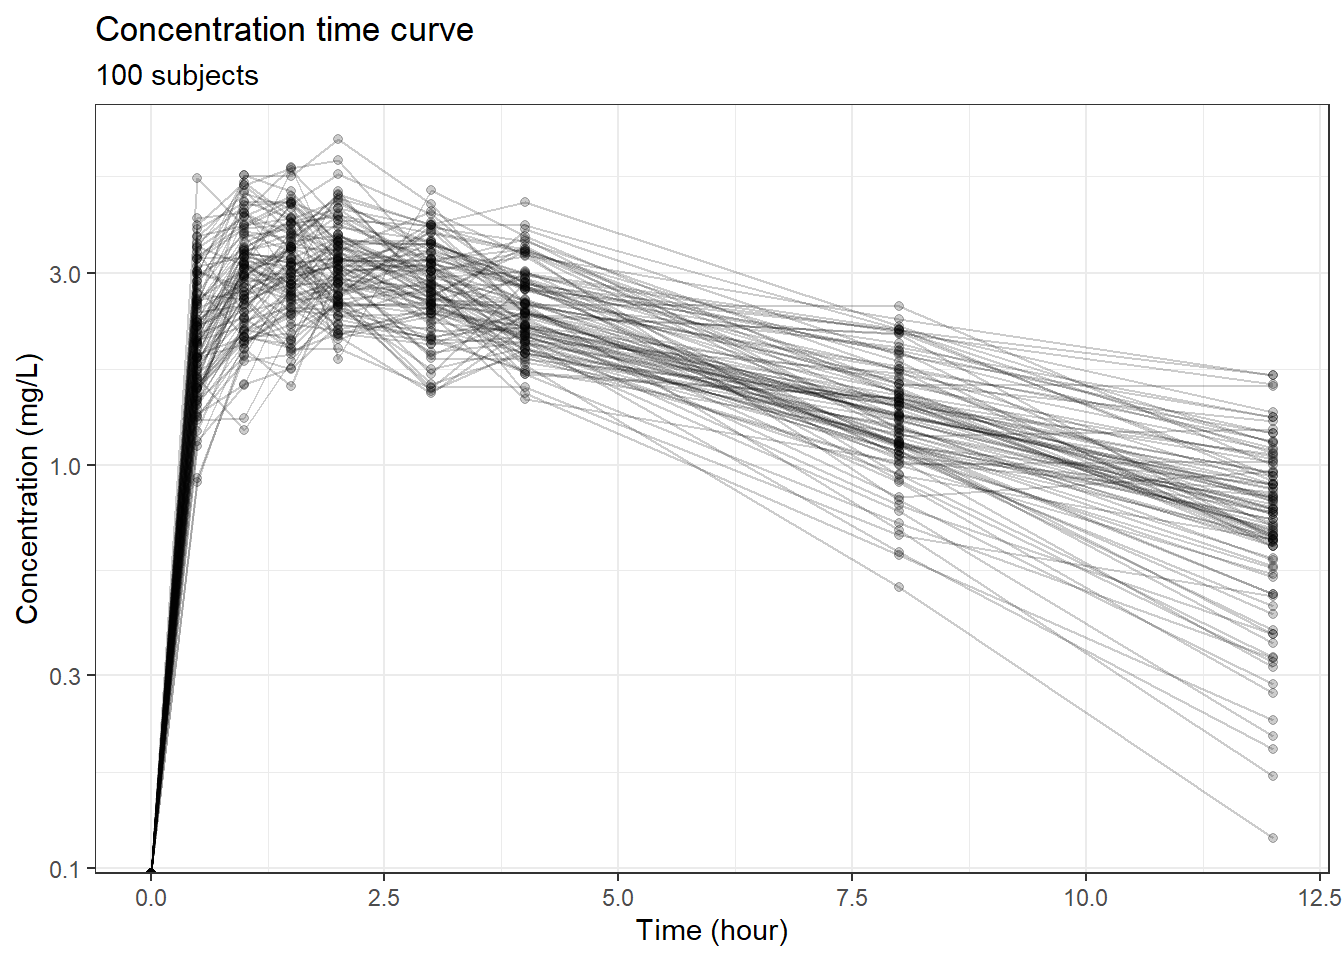 Concentration time curve
100 subjects
Concentration (mg/L)
3.0
1.0
0.3
0.1
0.0 2.5 5.0 7.5 10.0 12.5
Time (hour)